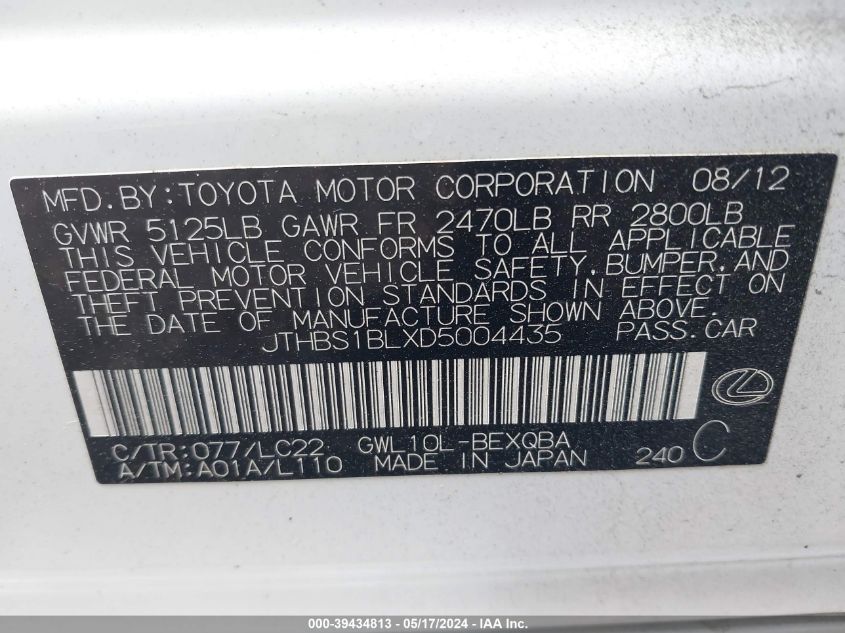 MFD.BY:TOYOTA MOTOR CORPORATION 08/12
GVWR 5125LB GAWR FR 2470LB RR 2800LB
THIS VEHICLE CONFORMS TO ALL APPLICABLE
FEDERAL MOTOR VEHICLE SAFETY,BUMPER,AND
THEFT PREVENTION STANDARDS IN EFFECT ON
THE DATE OF MANUFACTURE SHOWN ABOVE.
JTHBS1BLXD5004435 PASS.CAR
C/TR:077/LC22 GWL10L-BEXQBA
A/TM:A01A/L110 MADE IN JAPAN 240 C
000-39434813 — 05/17/2024 — IAA, Inc.